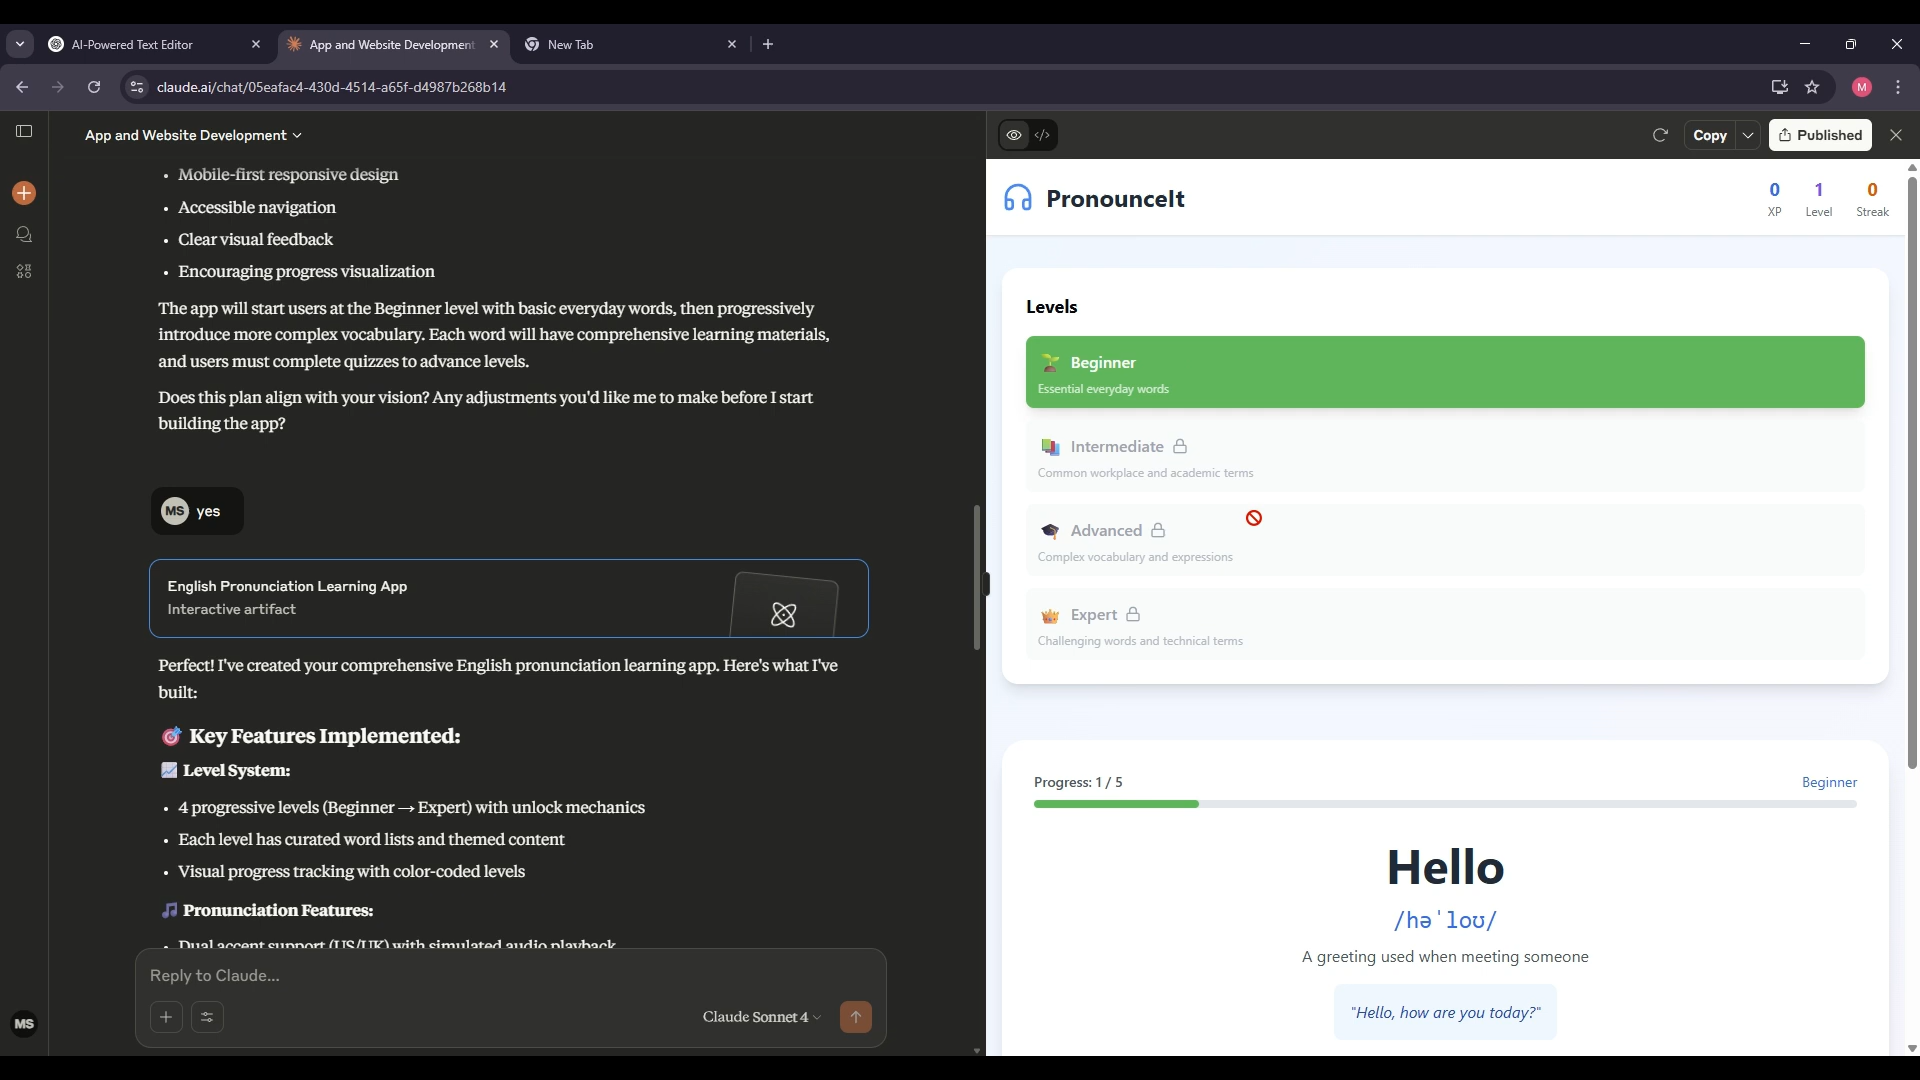 AI-Powered Text Editor
App and Website Development
New Tab
claude.ai/chat/05eafac4-430d-4514-a65f-d4987b268b14
M
App and Website Development
Copy
Published
• Mobile-first responsive design
• Accessible navigation
• Clear visual feedback
• Encouraging progress visualization
The app will start users at the Beginner level with basic everyday words, then progressively
introduce more complex vocabulary. Each word will have comprehensive learning materials,
and users must complete quizzes to advance levels.
Does this plan align with your vision? Any adjustments you'd like me to make before I start
building the app?
MS yes
English Pronunciation Learning App
Interactive artifact
Perfect! I've created your comprehensive English pronunciation learning app. Here's what I've
built:
🎯 Key Features Implemented:
📈 Level System:
• 4 progressive levels (Beginner → Expert) with unlock mechanics
• Each level has curated word lists and themed content
• Visual progress tracking with color-coded levels
🎵 Pronunciation Features:
• Dual accent support (US/UK) with simulated audio playback
Reply to Claude...
Claude Sonnet 4
MS
PronounceIt
0 1 0
XP Level Streak
Levels
Beginner
Essential everyday words
Intermediate
Common workplace and academic terms
Advanced
Complex vocabulary and expressions
Expert
Challenging words and technical terms
Progress: 1 / 5 Beginner
Hello
/həˈloʊ/
A greeting used when meeting someone
"Hello, how are you today?"